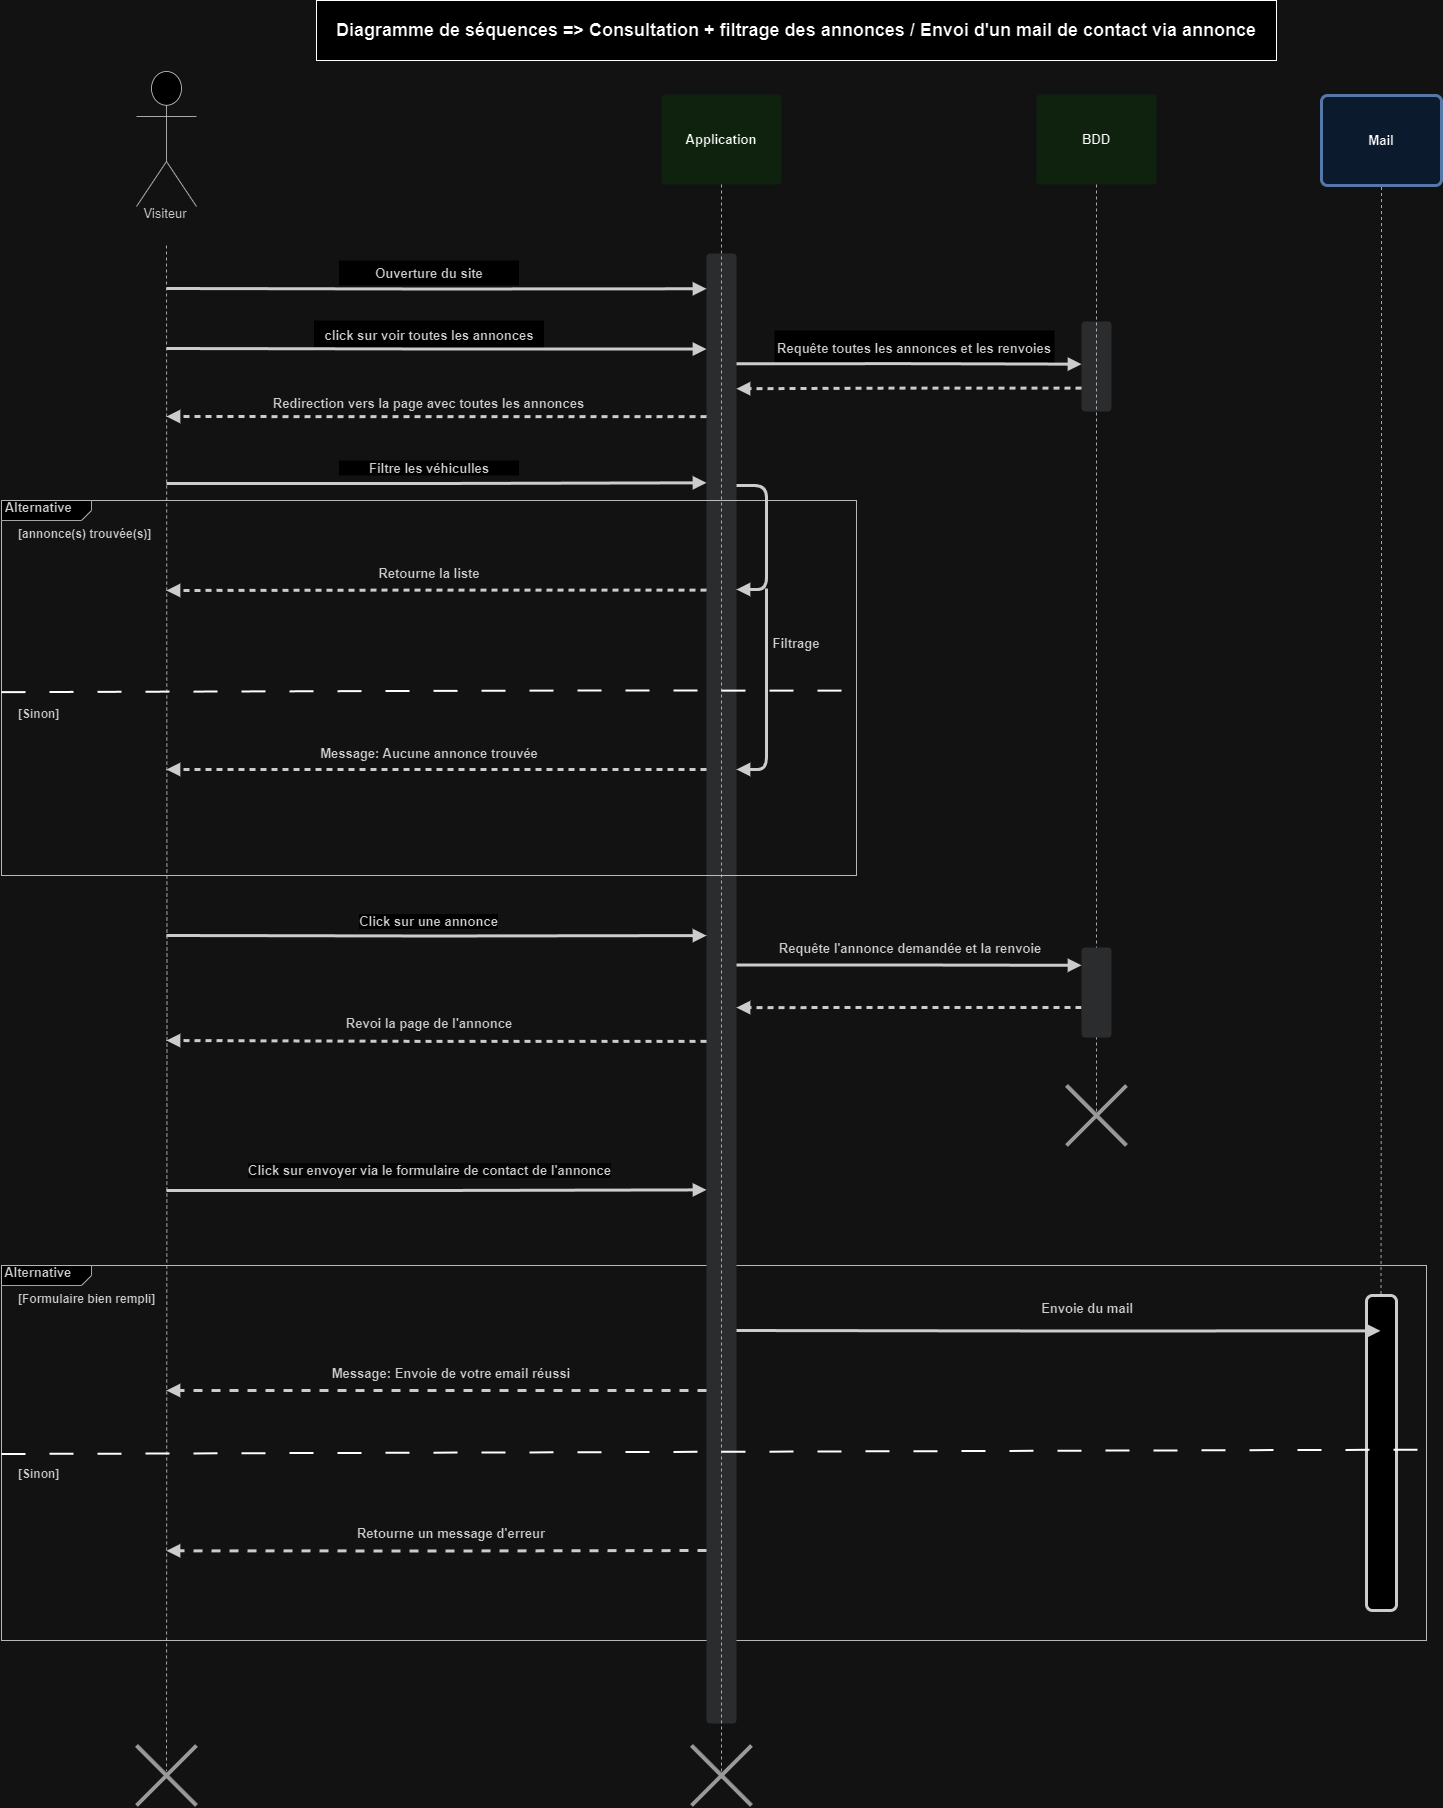 Diagramme de séquences => Consultation + filtrage des annonces / Envoi d'un mail de contact via annonce
Application
BDD
Mail
Visiteur
Ouverture du site
click sur voir toutes les annonces
Requête toutes les annonces et les renvoies
Redirection vers la page avec toutes les annonces
Filtre les véhiculles
Alternative
[annonce(s) trouvée(s)]
Retourne la liste
Filtrage
[Sinon]
Message: Aucune annonce trouvée
Click sur une annonce
Requête l'annonce demandée et la renvoie
Revoi la page de l'annonce
Click sur envoyer via le formulaire de contact de l'annonce
Alternative
[Formulaire bien rempli]
Envoie du mail
Message: Envoie de votre email réussi
[Sinon]
Retourne un message d'erreur